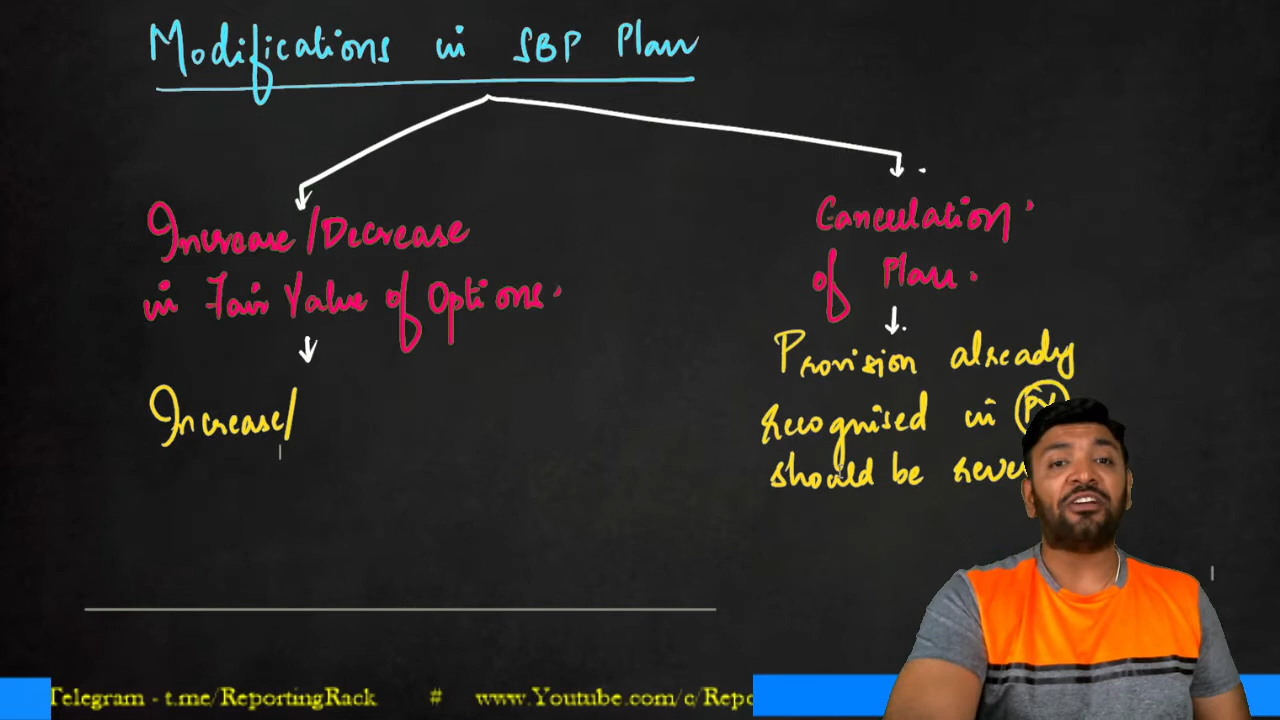 Modifications in SBP Plan
Increase/Decrease
in Fair Value of Options.
Increase/
Cancellation
of Plan.
Provision already
recognised in PY
should be
Telegram - t.me/ReportingRack # www.Youtube.com/c/Repo